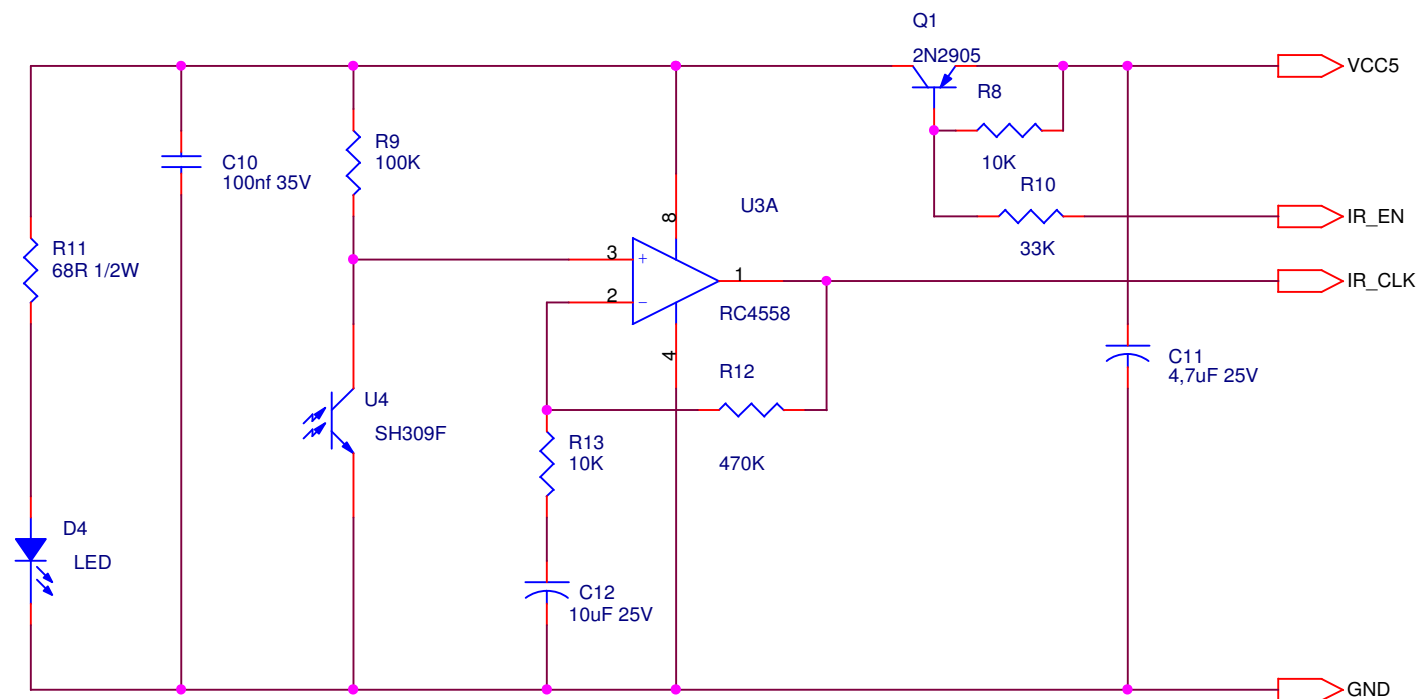 Q1
2N2905
VCC5
R8
10K
R9
100K
C10
100nf 35V
R10
33K
IR_EN
U3A
8
3
+
2
−
1
4
RC4558
IR_CLK
R11
68R 1/2W
C11
4,7uF 25V
R12
470K
U4
SH309F
R13
10K
D4
LED
C12
10uF 25V
GND